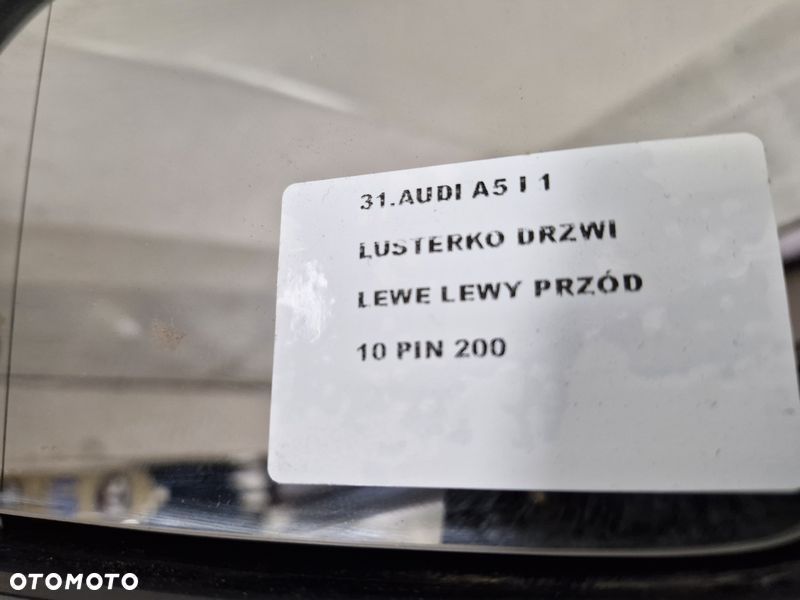 31.AUDI A5 I 1
LUSTERKO DRZWI
LEWE LEWY PRZÓD
10 PIN 200
OTOMOTO